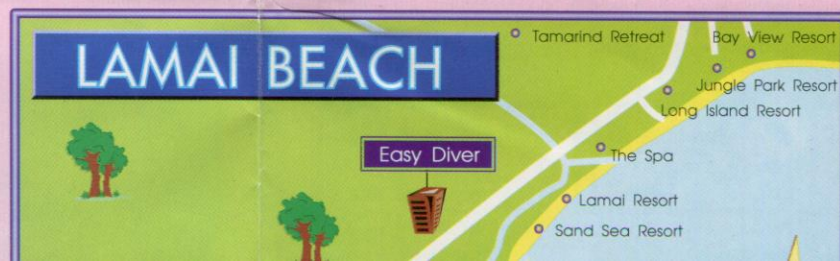 LAMAI BEACH
Tamarind Retreat
Bay View Resort
Jungle Park Resort
Long Island Resort
Easy Diver
The Spa
Lamai Resort
Sand Sea Resort